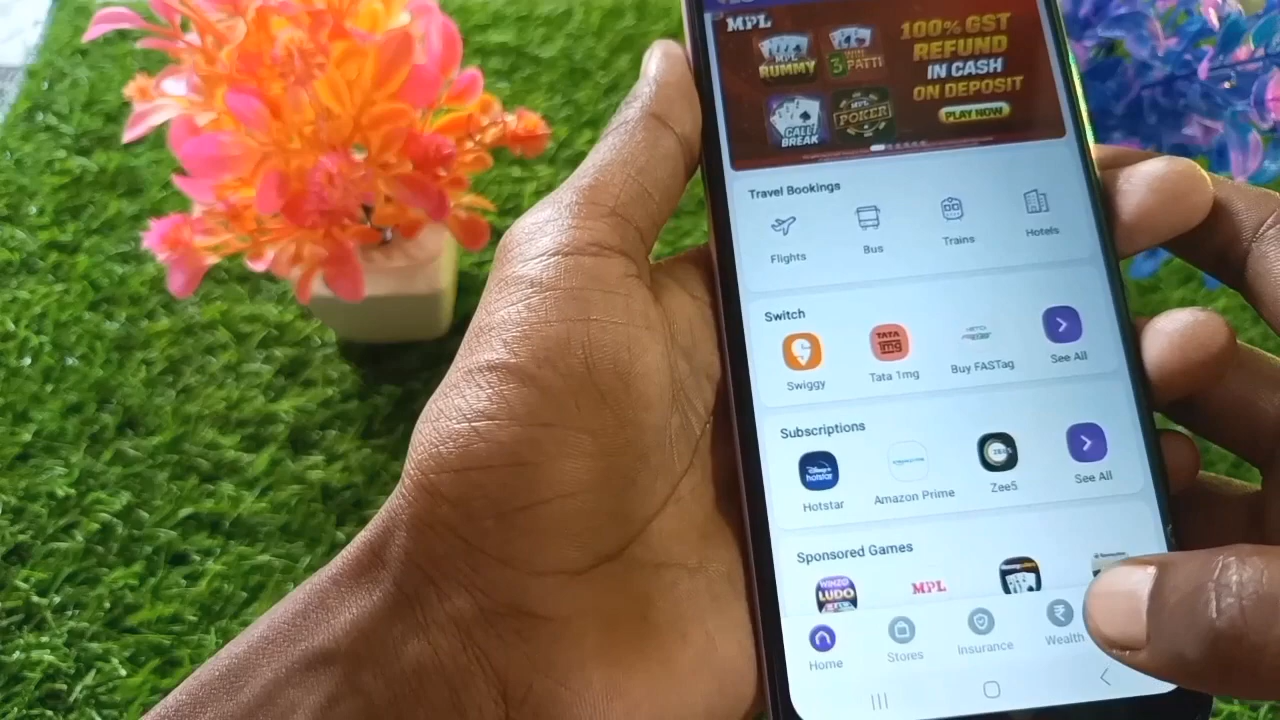 MPL
MPL
RUMMY
3 PATTI
CALL
BREAK
MPL
POKER
100% GST
REFUND
IN CASH
ON DEPOSIT
PLAY NOW
Travel Bookings
Flights
Bus
Trains
Hotels
Switch
TATA
1mg
Swiggy
Tata 1mg
Buy FASTag
See All
Subscriptions
Disney+
hotstar
Hotstar
Amazon Prime
Zee5
See All
Sponsored Games
WINZO
LUDO
MPL
Home
Stores
Insurance
Wealth